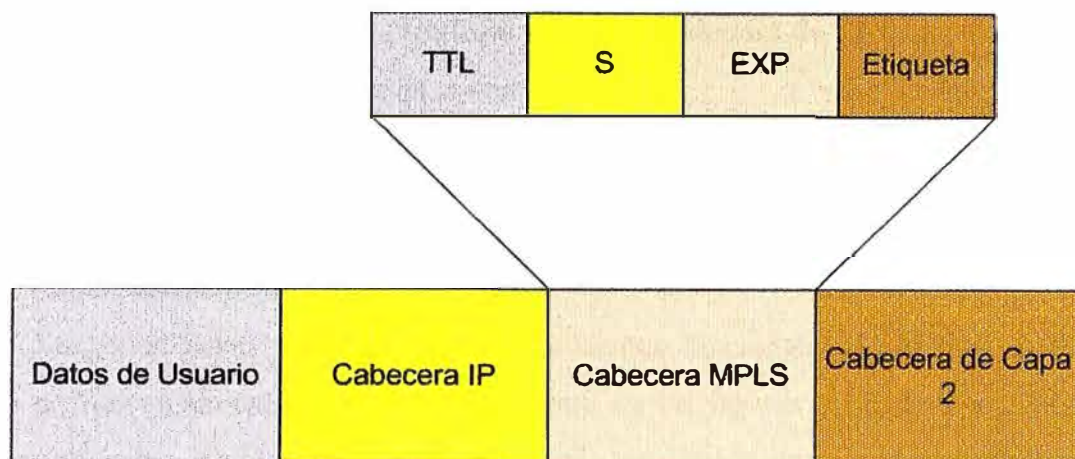 TTL
S
EXP
Etiqueta
Datos de Usuario
Cabecera IP
Cabecera MPLS
Cabecera de Capa
2